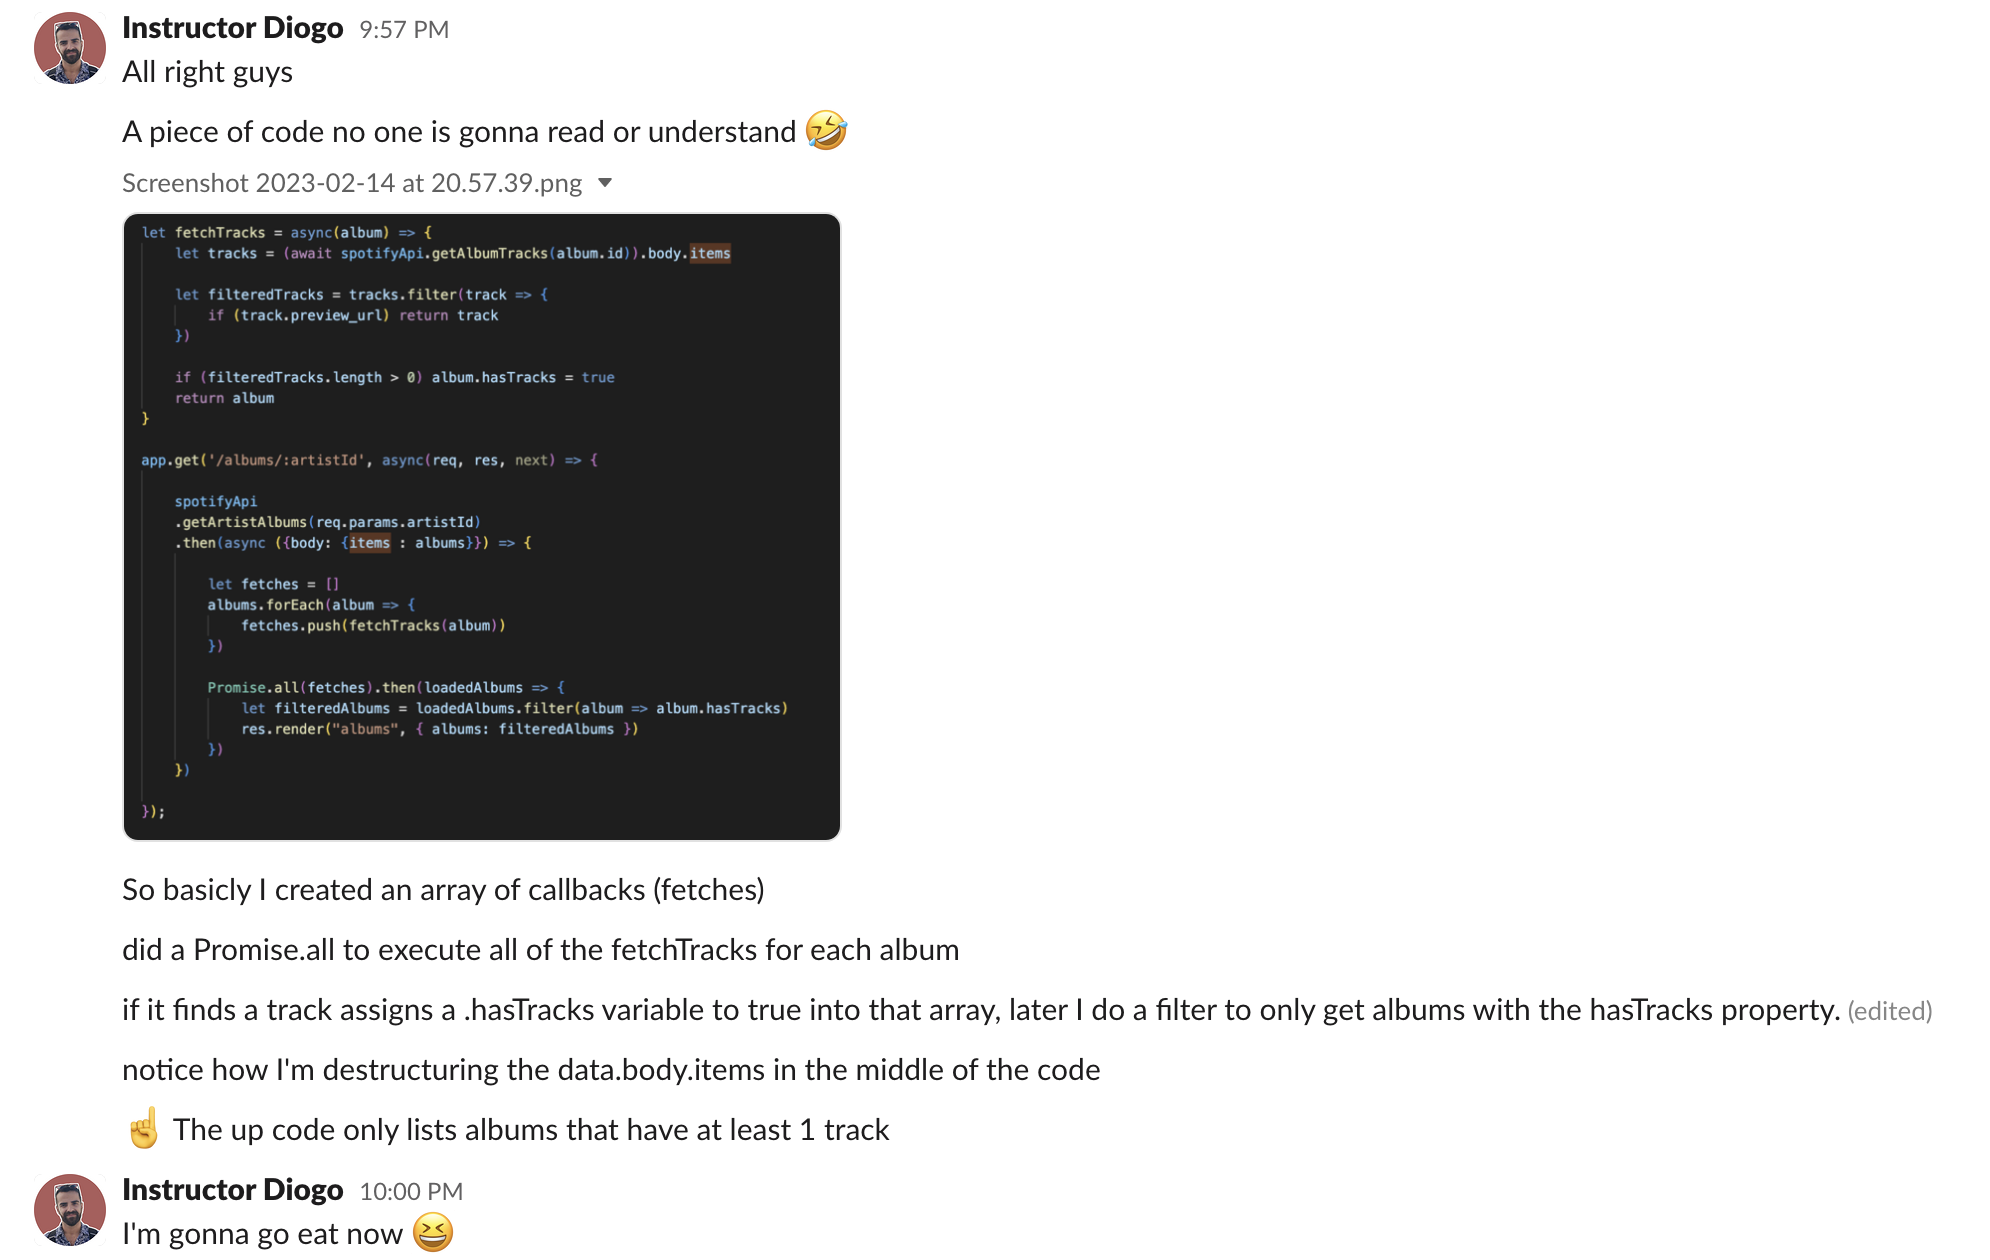 Instructor Diogo 9:57 PM
All right guys
A piece of code no one is gonna read or understand 🤣
Screenshot 2023-02-14 at 20.57.39.png
let fetchTracks = async(album) => {
    let tracks = (await spotifyApi.getAlbumTracks(album.id)).body.items
    let filteredTracks = tracks.filter(track => {
        if (track.preview_url) return track
    })
    if (filteredTracks.length > 0) album.hasTracks = true
    return album
}
app.get('/albums/:artistId', async(req, res, next) => {
    spotifyApi
    .getArtistAlbums(req.params.artistId)
    .then(async ({body: {items : albums}}) => {
        let fetches = []
        albums.forEach(album => {
            fetches.push(fetchTracks(album))
        })
        Promise.all(fetches).then(loadedAlbums => {
            let filteredAlbums = loadedAlbums.filter(album => album.hasTracks)
            res.render("albums", { albums: filteredAlbums })
        })
    })
});
So basicly I created an array of callbacks (fetches)
did a Promise.all to execute all of the fetchTracks for each album
if it finds a track assigns a .hasTracks variable to true into that array, later I do a filter to only get albums with the hasTracks property. (edited)
notice how I'm destructuring the data.body.items in the middle of the code
☝️ The up code only lists albums that have at least 1 track
Instructor Diogo 10:00 PM
I'm gonna go eat now 😆